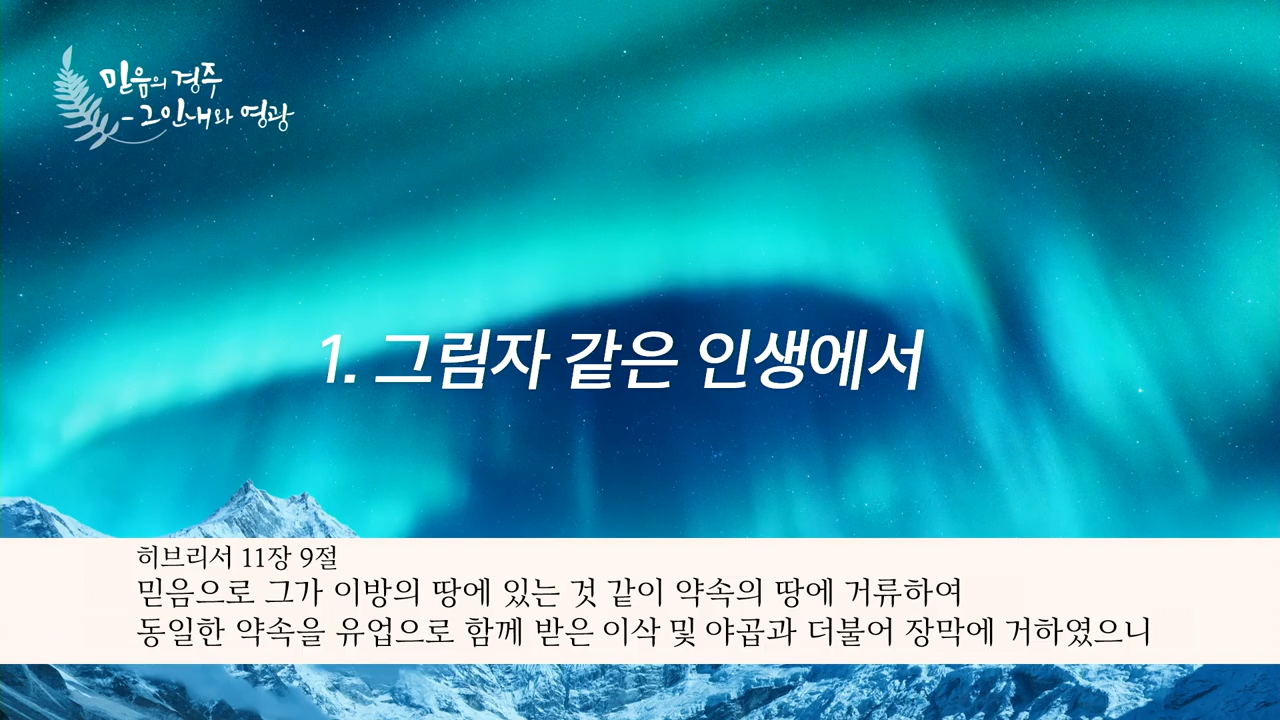 믿음의 경주
- 그 인내와 영광
1. 그림자 같은 인생에서
히브리서 11장 9절
믿음으로 그가 이방의 땅에 있는 것 같이 약속의 땅에 거류하여
동일한 약속을 유업으로 함께 받은 이삭 및 야곱과 더불어 장막에 거하였으니